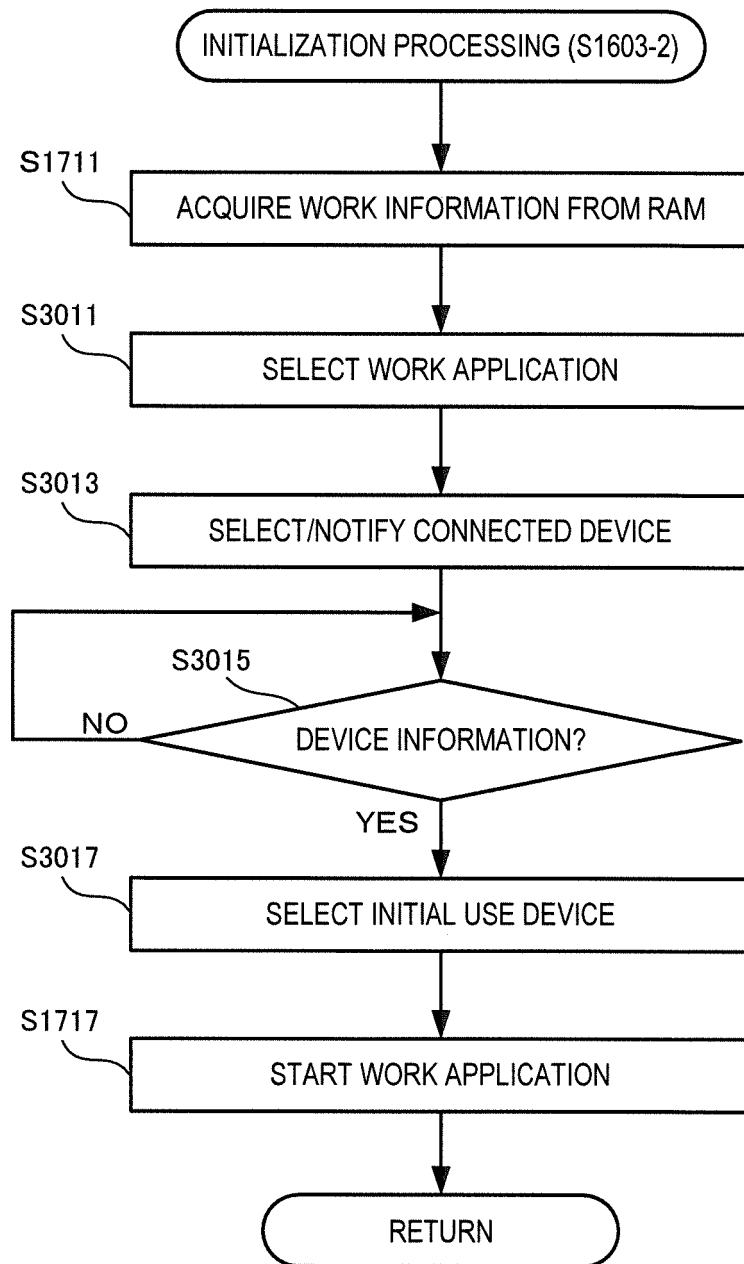 INITIALIZATION PROCESSING (S1603-2)
S1711
ACQUIRE WORK INFORMATION FROM RAM
S3011
SELECT WORK APPLICATION
S3013
SELECT/NOTIFY CONNECTED DEVICE
S3015
NO
DEVICE INFORMATION?
YES
S3017
SELECT INITIAL USE DEVICE
S1717
START WORK APPLICATION
RETURN